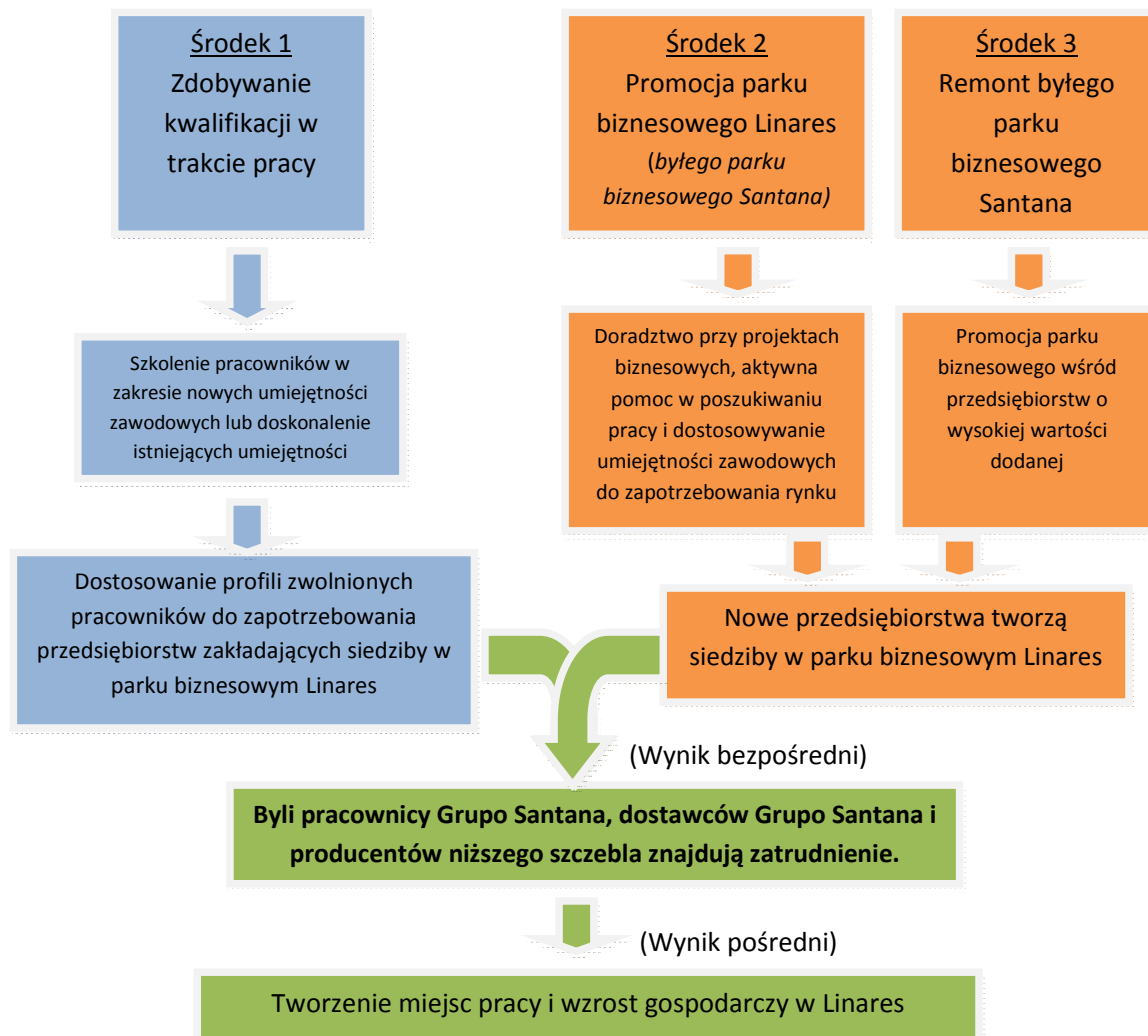 Środek 1
Zdobywanie
kwalifikacji w
trakcie pracy
Środek 2
Promocja parku
biznesowego Linares
(byłego parku
biznesowego Santana)
Środek 3
Remont byłego
parku
biznesowego
Santana
Szkolenie pracowników w
zakresie nowych umiejętności
zawodowych lub doskonalenie
istniejących umiejętności
Doradztwo przy projektach
biznesowych, aktywna
pomoc w poszukiwaniu
pracy i dostosowywanie
umiejętności zawodowych
do zapotrzebowania rynku
Promocja parku
biznesowego wśród
przedsiębiorstw o
wysokiej wartości
dodanej
Dostosowanie profili zwolnionych
pracowników do zapotrzebowania
przedsiębiorstw zakładających siedziby w
parku biznesowym Linares
Nowe przedsiębiorstwa tworzą
siedziby w parku biznesowym Linares
(Wynik bezpośredni)
Byli pracownicy Grupo Santana, dostawców Grupo Santana i
producentów niższego szczebla znajdują zatrudnienie.
(Wynik pośredni)
Tworzenie miejsc pracy i wzrost gospodarczy w Linares